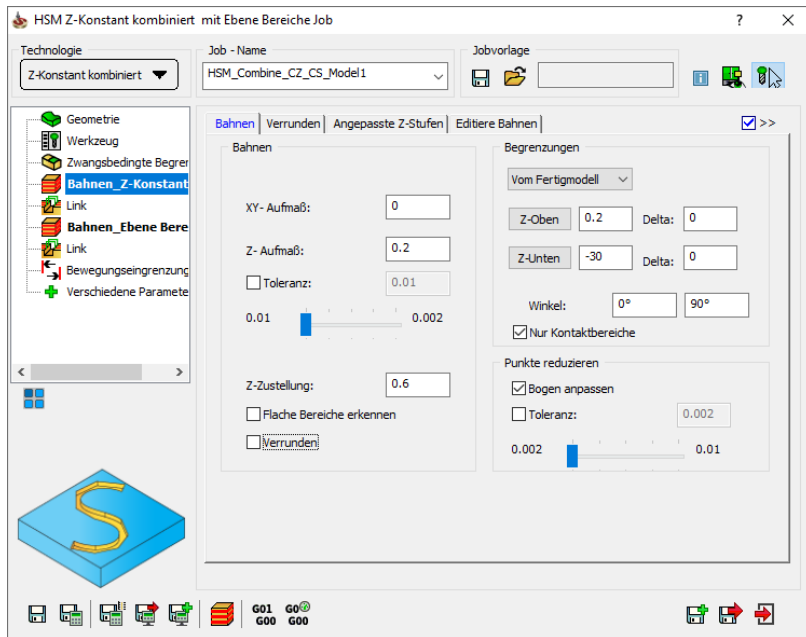 HSM Z-Konstant kombiniert mit Ebene Bereiche Job
Technologie
Z-Konstant kombiniert
Job - Name
HSM_Combine_CZ_CS_Model1
Jobvorlage
Geometrie
Werkzeug
Zwangsbedingte Begrer
Bahnen_Z-Konstant
Link
Bahnen_Ebene Bere
Link
Bewegungseingrenzung
Verschiedene Paramete
Bahnen
Verrunden
Angepasste Z-Stufen
Editiere Bahnen
>>
Bahnen
XY- Aufmaß: 0
Z- Aufmaß: 0.2
Toleranz: 0.01
0.01 0.002
Z-Zustellung: 0.6
Flache Bereiche erkennen
Verrunden
Begrenzungen
Vom Fertigmodell
Z-Oben 0.2 Delta: 0
Z-Unten -30 Delta: 0
Winkel: 0° 90°
Nur Kontaktbereiche
Punkte reduzieren
Bogen anpassen
Toleranz: 0.002
0.002 0.01
G01 G0
G00 G00